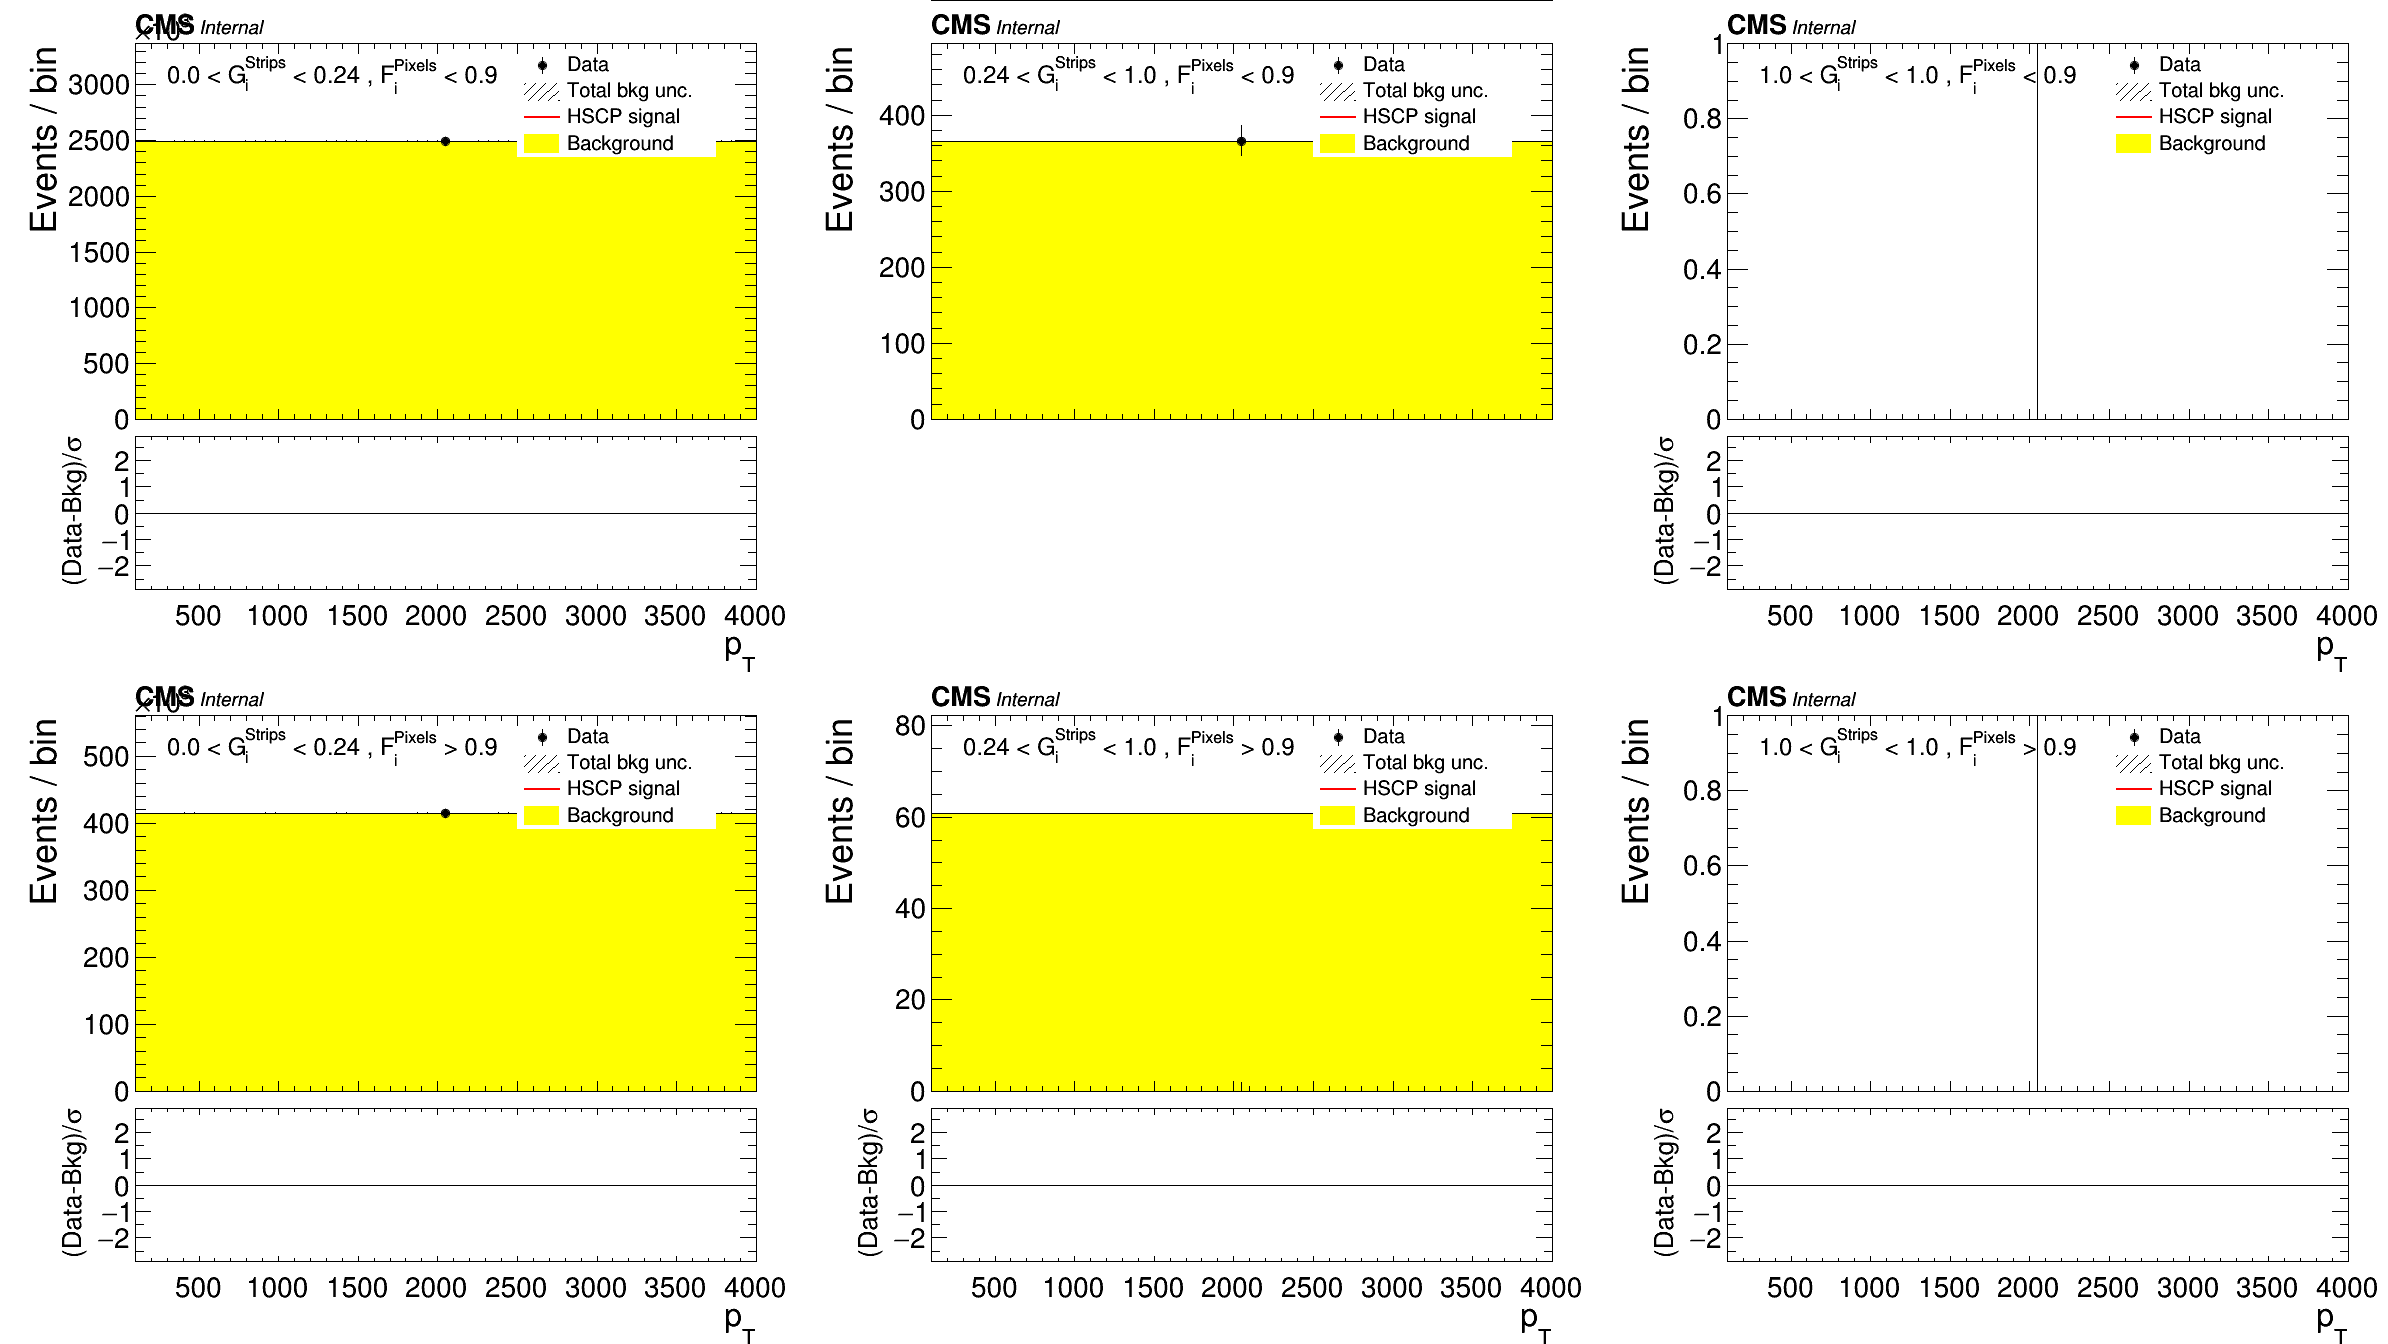 CMS Internal
Events / bin
0.0 < G_i^Strips < 0.24 , F_i^Pixels < 0.9
Data
Total bkg unc.
HSCP signal
Background
3000
2500
2000
1500
1000
500
0
(Data-Bkg)/σ
2
1
0
−1
−2
500 1000 1500 2000 2500 3000 3500 4000
p_T
CMS Internal
Events / bin
0.24 < G_i^Strips < 1.0 , F_i^Pixels < 0.9
Data
Total bkg unc.
HSCP signal
Background
400
300
200
100
0
CMS Internal
Events / bin
1.0 < G_i^Strips < 1.0 , F_i^Pixels < 0.9
Data
Total bkg unc.
HSCP signal
Background
1
0.8
0.6
0.4
0.2
0
(Data-Bkg)/σ
2
1
0
−1
−2
500 1000 1500 2000 2500 3000 3500 4000
p_T
CMS Internal
Events / bin
0.0 < G_i^Strips < 0.24 , F_i^Pixels > 0.9
Data
Total bkg unc.
HSCP signal
Background
500
400
300
200
100
0
(Data-Bkg)/σ
2
1
0
−1
−2
500 1000 1500 2000 2500 3000 3500 4000
p_T
CMS Internal
Events / bin
0.24 < G_i^Strips < 1.0 , F_i^Pixels > 0.9
Data
Total bkg unc.
HSCP signal
Background
80
60
40
20
0
(Data-Bkg)/σ
2
1
0
−1
−2
500 1000 1500 2000 2500 3000 3500 4000
p_T
CMS Internal
Events / bin
1.0 < G_i^Strips < 1.0 , F_i^Pixels > 0.9
Data
Total bkg unc.
HSCP signal
Background
1
0.8
0.6
0.4
0.2
0
(Data-Bkg)/σ
2
1
0
−1
−2
500 1000 1500 2000 2500 3000 3500 4000
p_T